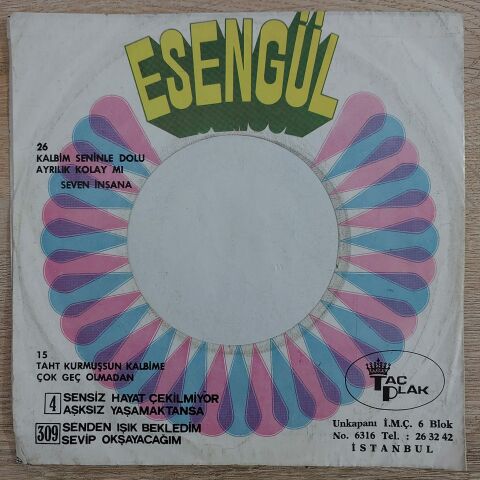 ESENGÜL
26
KALBİM SENİNLE DOLU
AYRILIK KOLAY MI
SEVEN İNSANA
15
TAHT KURMUŞSUN KALBİME
ÇOK GEÇ OLMADAN
4 SENSİZ HAYAT ÇEKİLMİYOR
AŞKSIZ YAŞAMAKTANSA
309 SENDEN IŞIK BEKLEDİM
SEVİP OKŞAYACAĞIM
TAC
PLAK
Unkapanı İ.M.Ç. 6 Blok
No. 6316 Tel. : 26 32 42
İSTANBUL